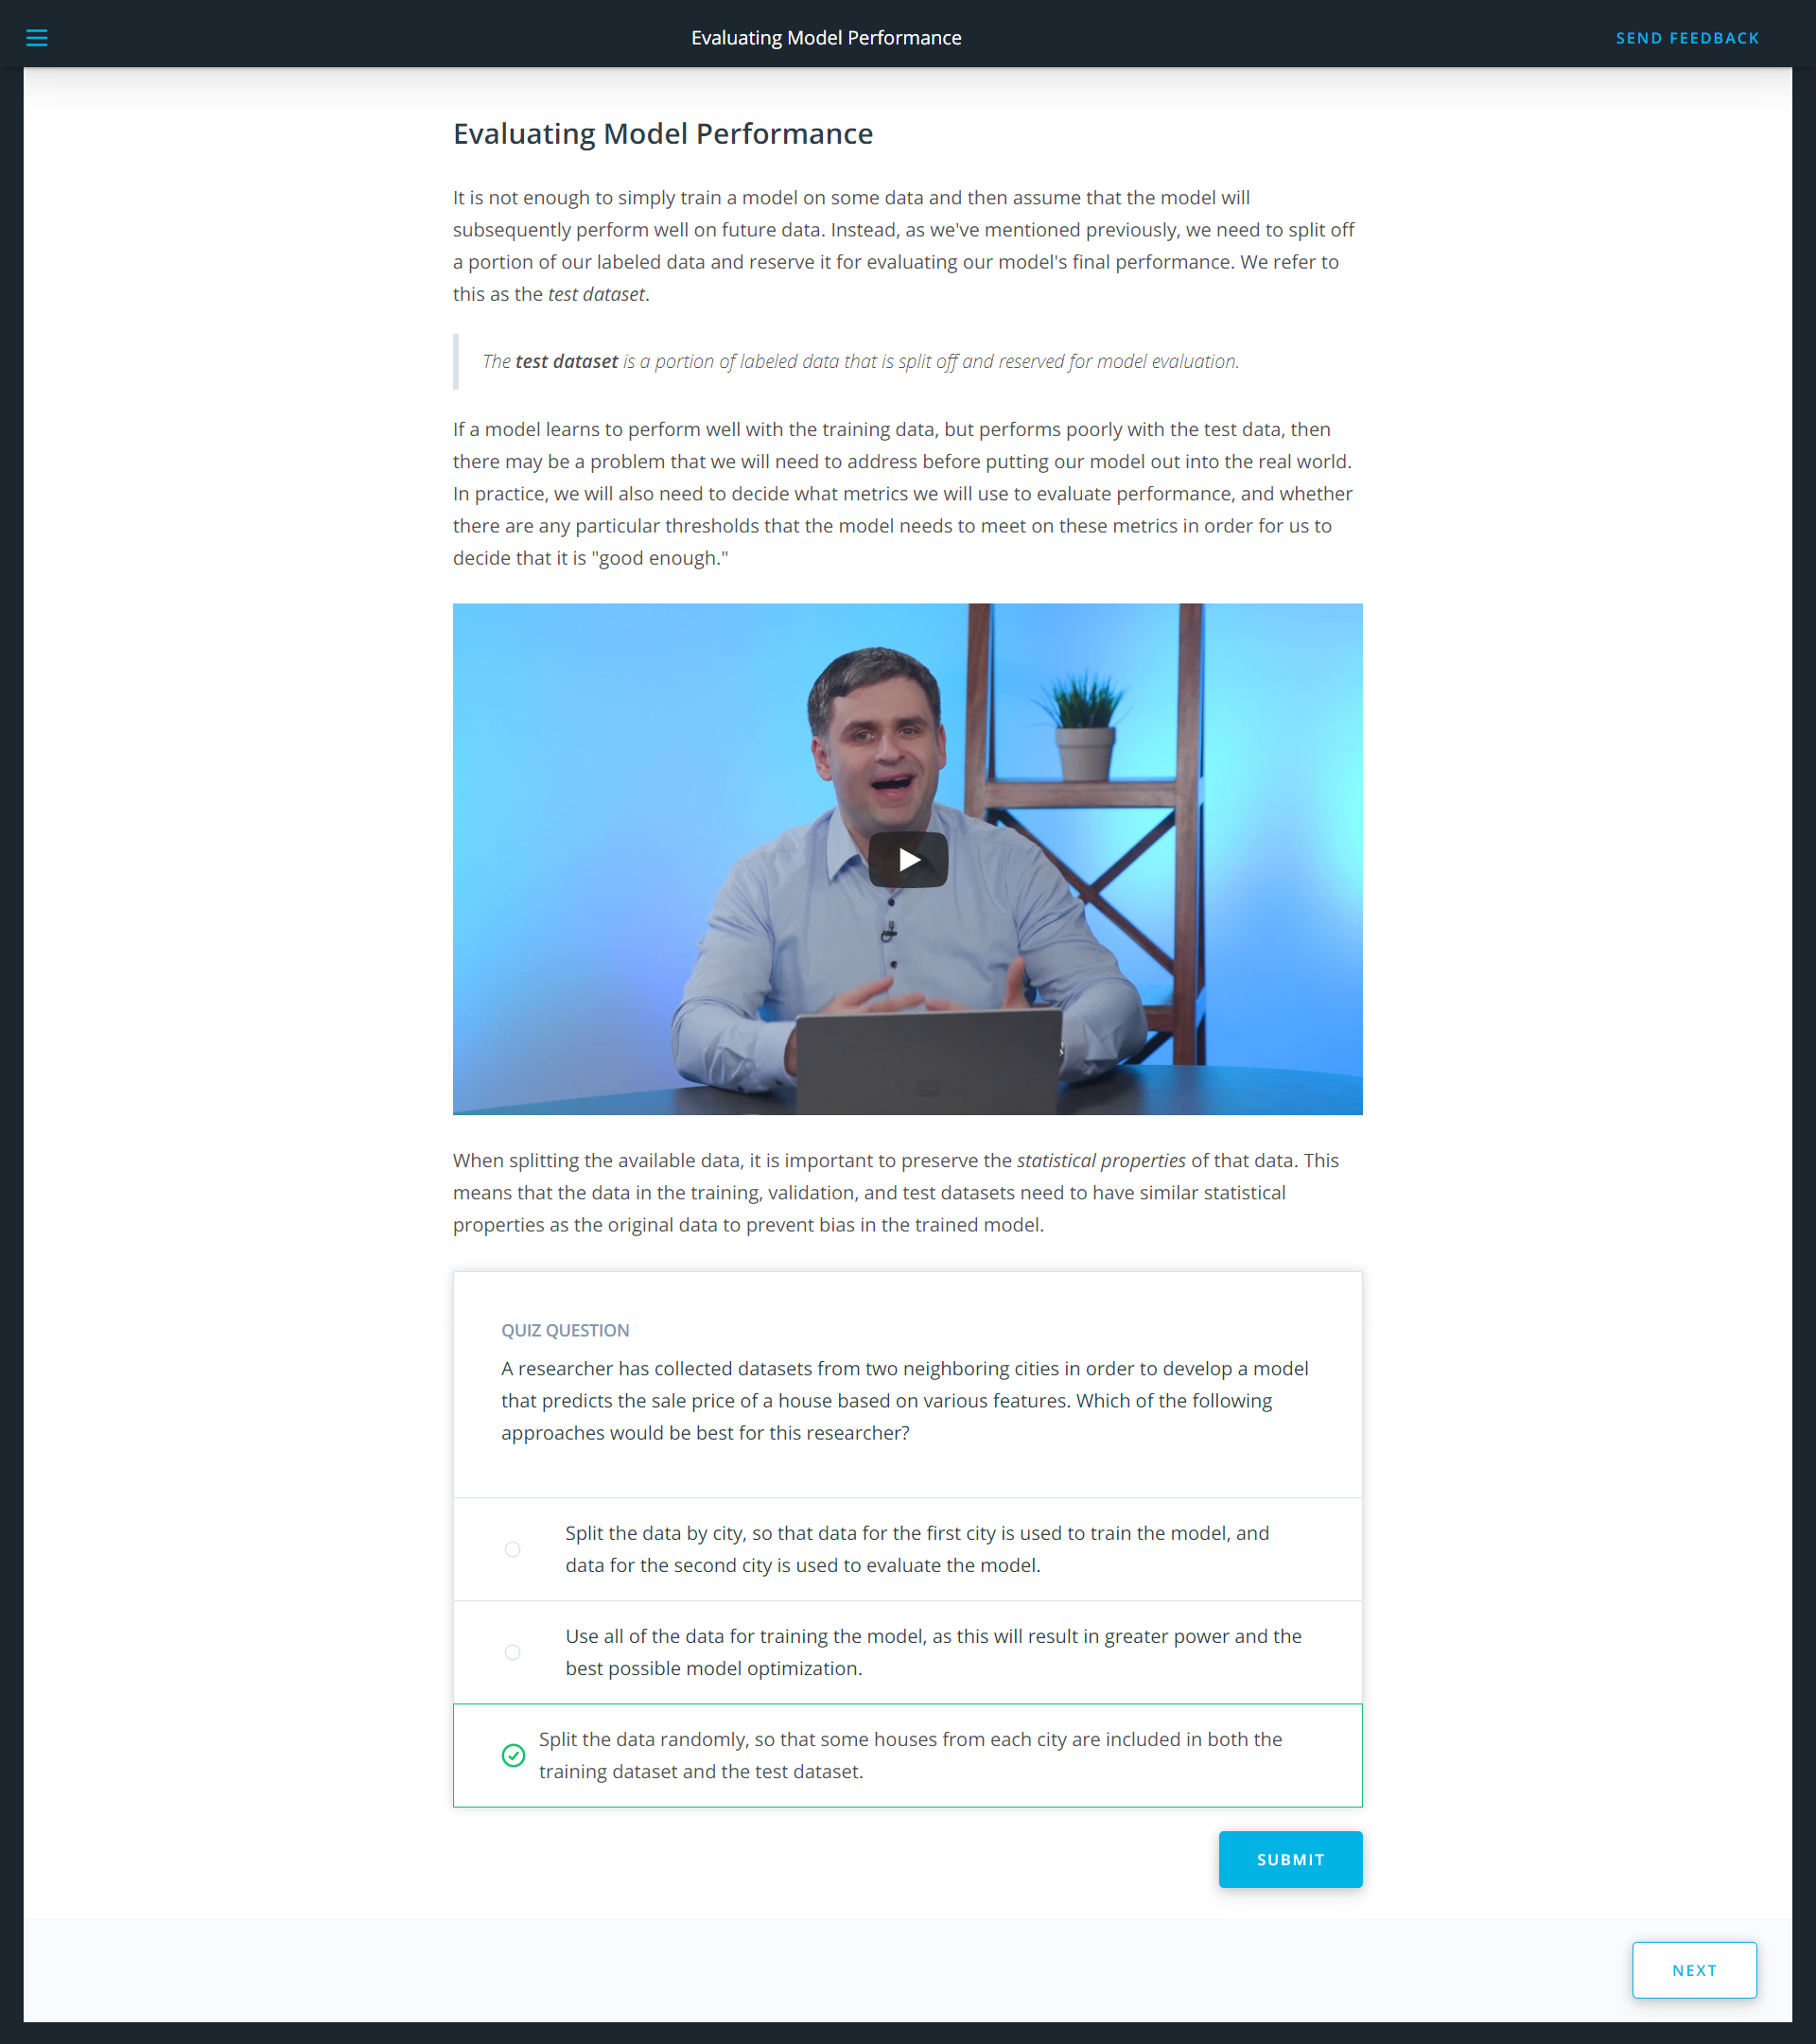 Evaluating Model Performance
SEND FEEDBACK
Evaluating Model Performance
It is not enough to simply train a model on some data and then assume that the model will
subsequently perform well on future data. Instead, as we've mentioned previously, we need to split off
a portion of our labeled data and reserve it for evaluating our model's final performance. We refer to
this as the test dataset.
The test dataset is a portion of labeled data that is split off and reserved for model evaluation.
If a model learns to perform well with the training data, but performs poorly with the test data, then
there may be a problem that we will need to address before putting our model out into the real world.
In practice, we will also need to decide what metrics we will use to evaluate performance, and whether
there are any particular thresholds that the model needs to meet on these metrics in order for us to
decide that it is "good enough."
When splitting the available data, it is important to preserve the statistical properties of that data. This
means that the data in the training, validation, and test datasets need to have similar statistical
properties as the original data to prevent bias in the trained model.
QUIZ QUESTION
A researcher has collected datasets from two neighboring cities in order to develop a model
that predicts the sale price of a house based on various features. Which of the following
approaches would be best for this researcher?
Split the data by city, so that data for the first city is used to train the model, and
data for the second city is used to evaluate the model.
Use all of the data for training the model, as this will result in greater power and the
best possible model optimization.
Split the data randomly, so that some houses from each city are included in both the
training dataset and the test dataset.
SUBMIT
NEXT